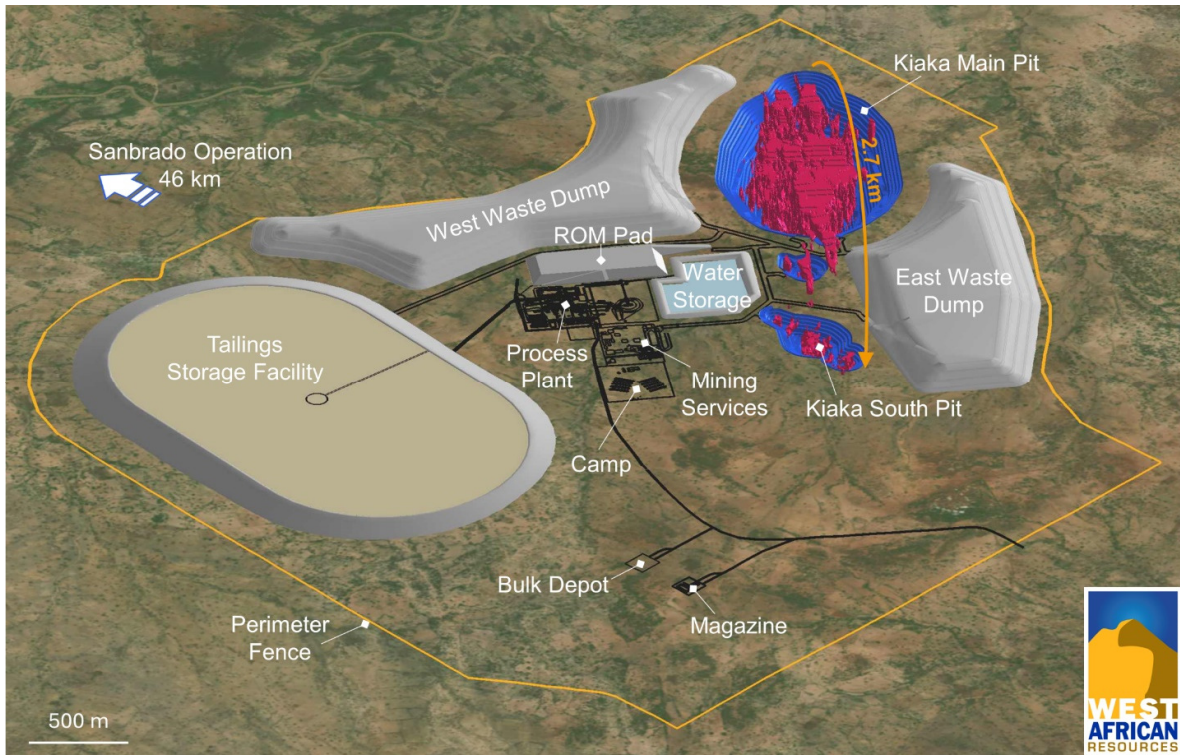 Kiaka Main Pit
Sanbrado Operation
46 km
2.7 km
West Waste Dump
ROM Pad
Water
Storage
East Waste
Dump
Tailings
Storage Facility
Process
Plant
Mining
Services
Kiaka South Pit
Camp
Bulk Depot
Magazine
Perimeter
Fence
500 m
WEST
AFRICAN
RESOURCES